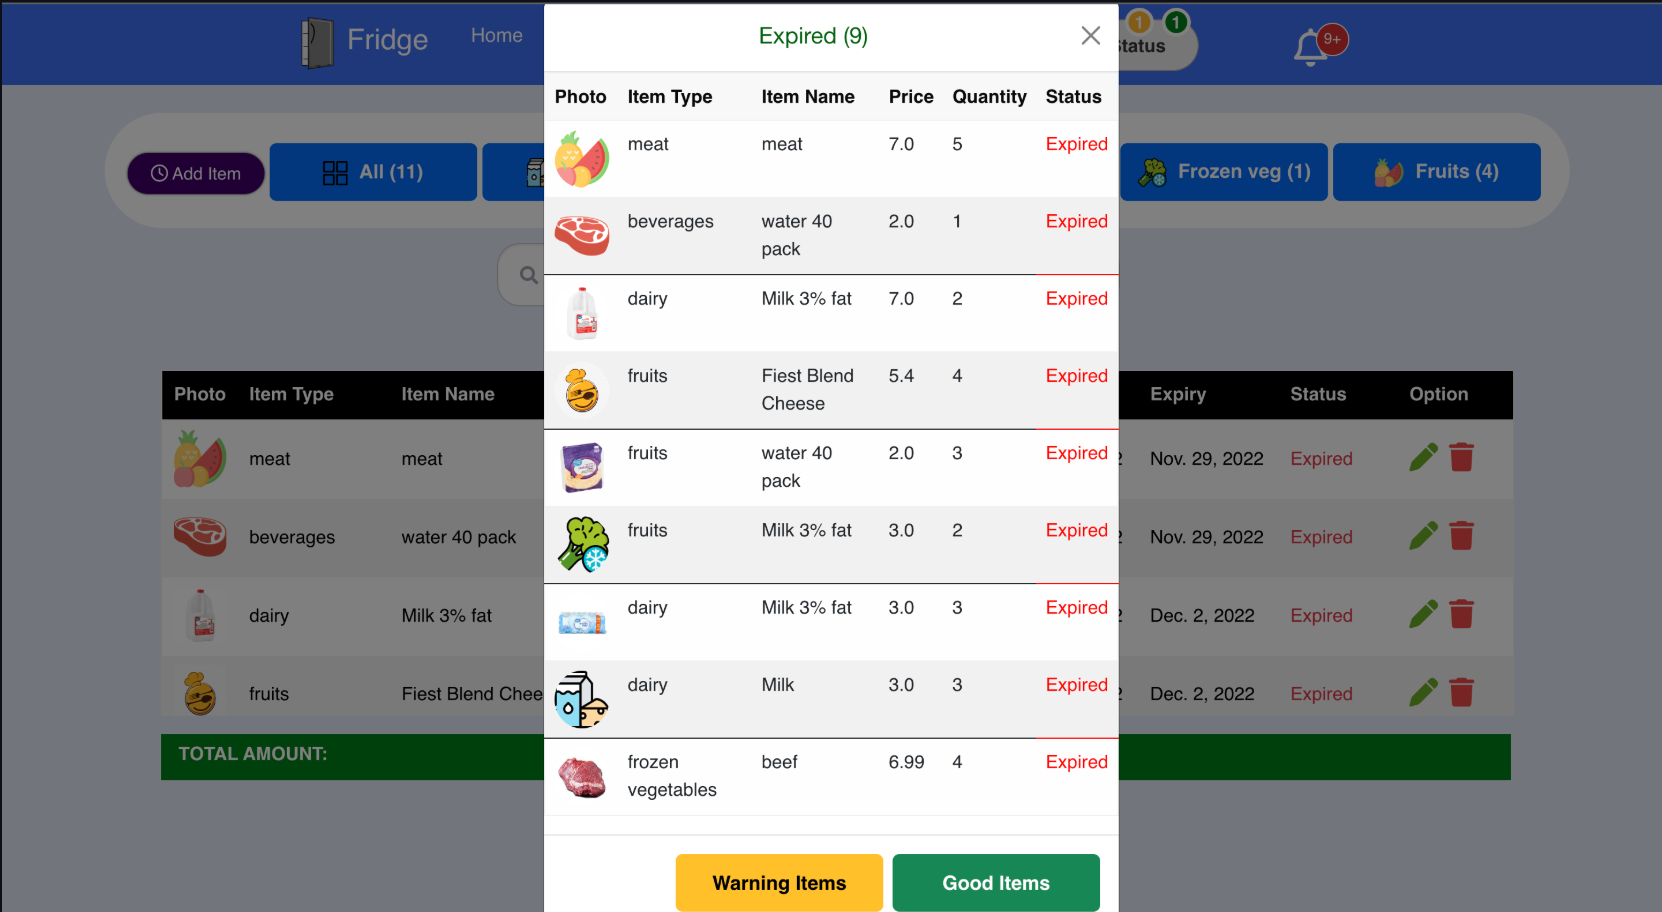 Fridge
Home
Status
1
1
9+
Expired (9)
Photo Item Type Item Name Price Quantity Status
meat meat 7.0 5 Expired
beverages water 40 2.0 1 Expired
pack
dairy Milk 3% fat 7.0 2 Expired
fruits Fiest Blend 5.4 4 Expired
Cheese
fruits water 40 2.0 3 Expired
pack
fruits Milk 3% fat 3.0 2 Expired
dairy Milk 3% fat 3.0 3 Expired
dairy Milk 3.0 3 Expired
frozen beef 6.99 4 Expired
vegetables
Warning Items Good Items
Add Item All (11) Frozen veg (1) Fruits (4)
Photo Item Type Item Name Expiry Status Option
meat meat 2 Nov. 29, 2022 Expired
beverages water 40 pack 2 Nov. 29, 2022 Expired
dairy Milk 3% fat 2 Dec. 2, 2022 Expired
fruits Fiest Blend Chee 2 Dec. 2, 2022 Expired
TOTAL AMOUNT: